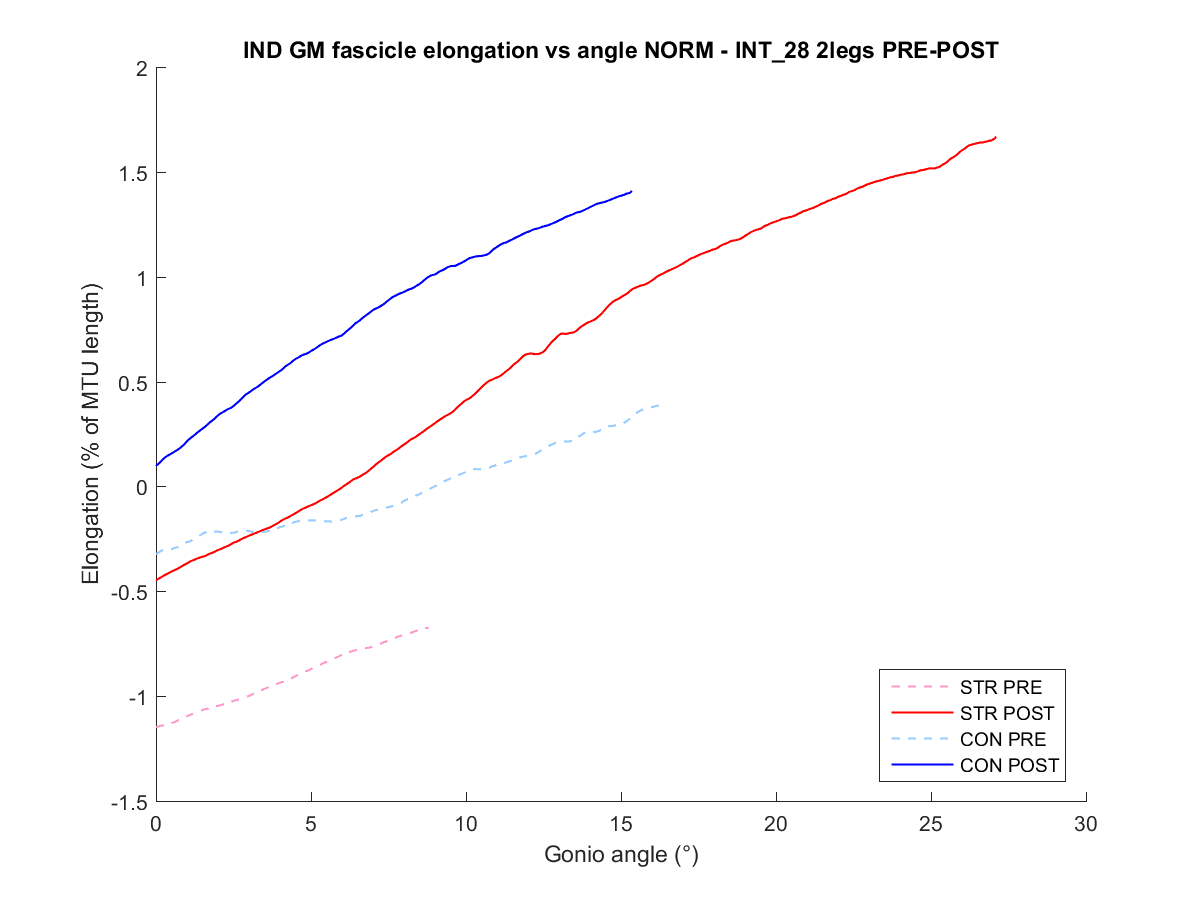 IND GM fascicle elongation vs angle NORM - INT_28 2legs PRE-POST
2
1.5
1
0.5
0
-0.5
-1
-1.5
Elongation (% of MTU length)
0 5 10 15 20 25 30
Gonio angle (°)
STR PRE
STR POST
CON PRE
CON POST